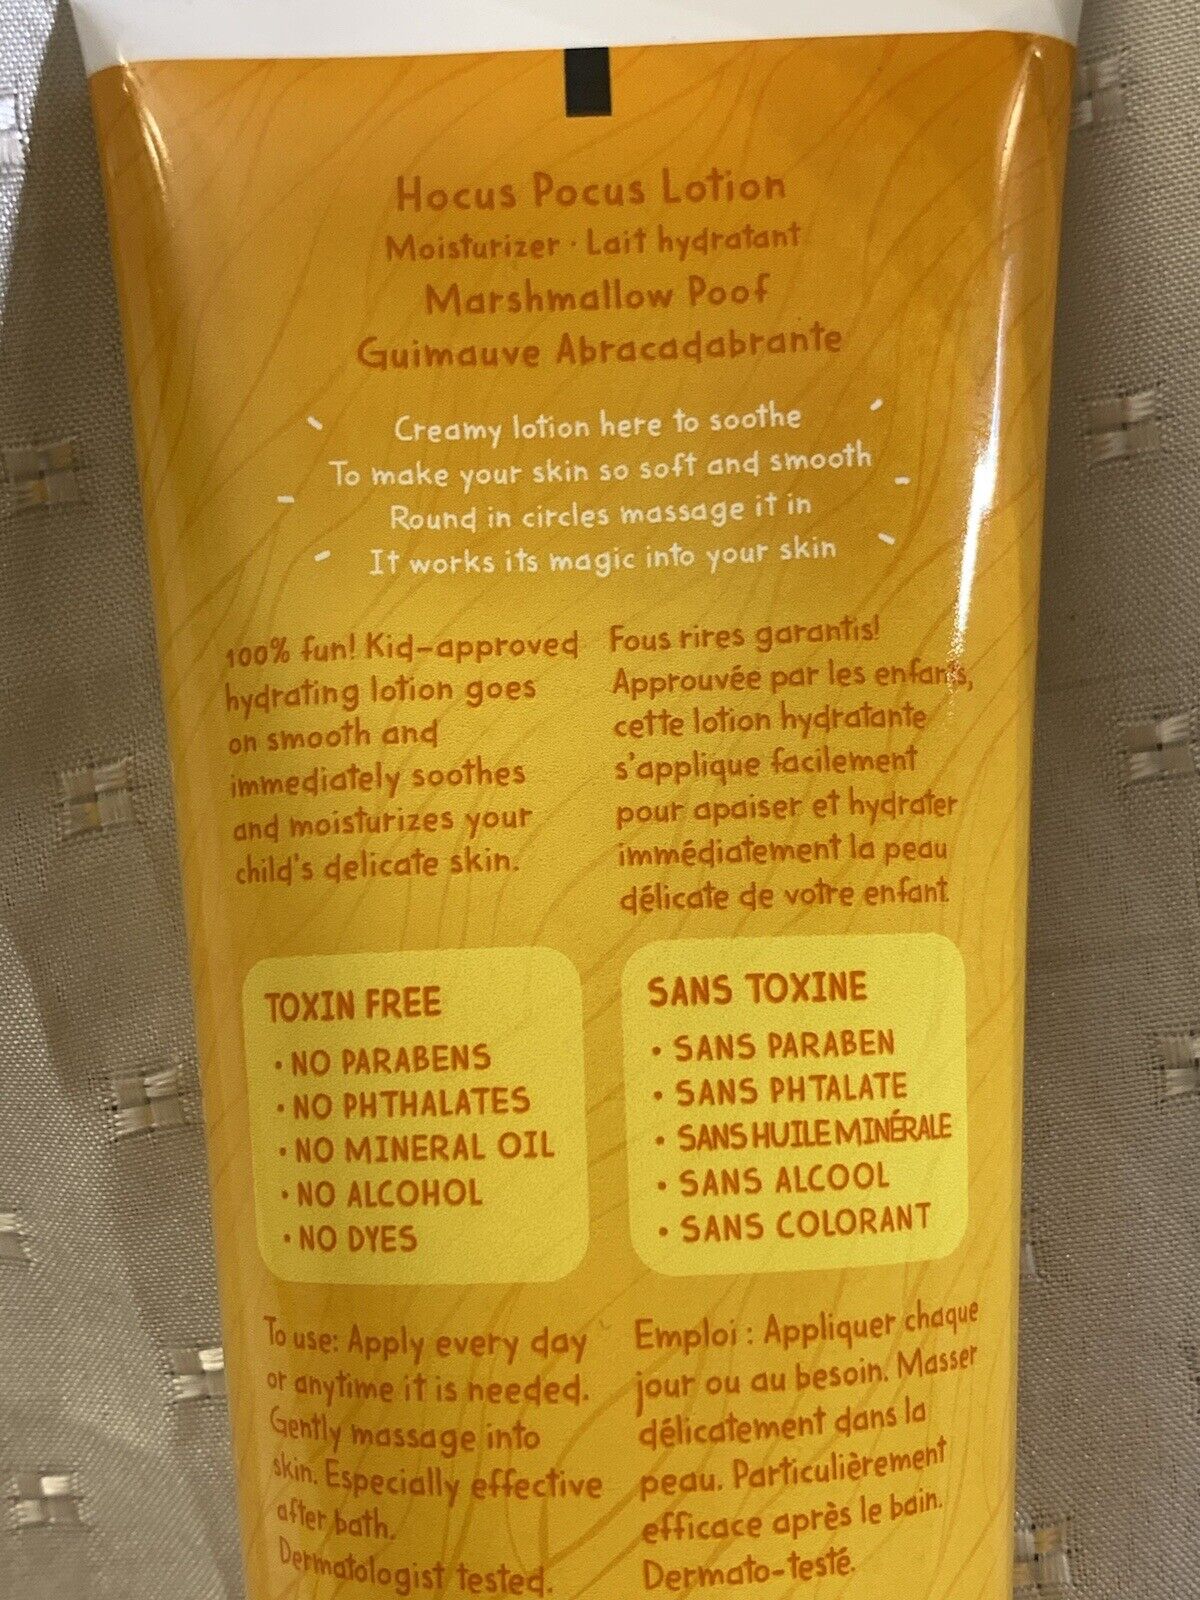 Hocus Pocus Lotion
Moisturizer · Lait hydratant
Marshmallow Poof
Guimauve Abracadabrante
Creamy lotion here to soothe
To make your skin so soft and smooth
Round in circles massage it in
It works its magic into your skin
100% fun! Kid-approved
hydrating lotion goes
on smooth and
immediately soothes
and moisturizes your
child's delicate skin.
Fous rires garantis!
Approuvée par les enfants,
cette lotion hydratante
s'applique facilement
pour apaiser et hydrater
immédiatement la peau
délicate de votre enfant.
TOXIN FREE
· NO PARABENS
· NO PHTHALATES
· NO MINERAL OIL
· NO ALCOHOL
· NO DYES
SANS TOXINE
· SANS PARABEN
· SANS PHTALATE
· SANS HUILE MINÉRALE
· SANS ALCOOL
· SANS COLORANT
To use: Apply every day
or anytime it is needed.
Gently massage into
skin. Especially effective
after bath.
Dermatologist tested.
Emploi : Appliquer chaque
jour ou au besoin. Masser
délicatement dans la
peau. Particulièrement
efficace après le bain.
Dermato-testé.